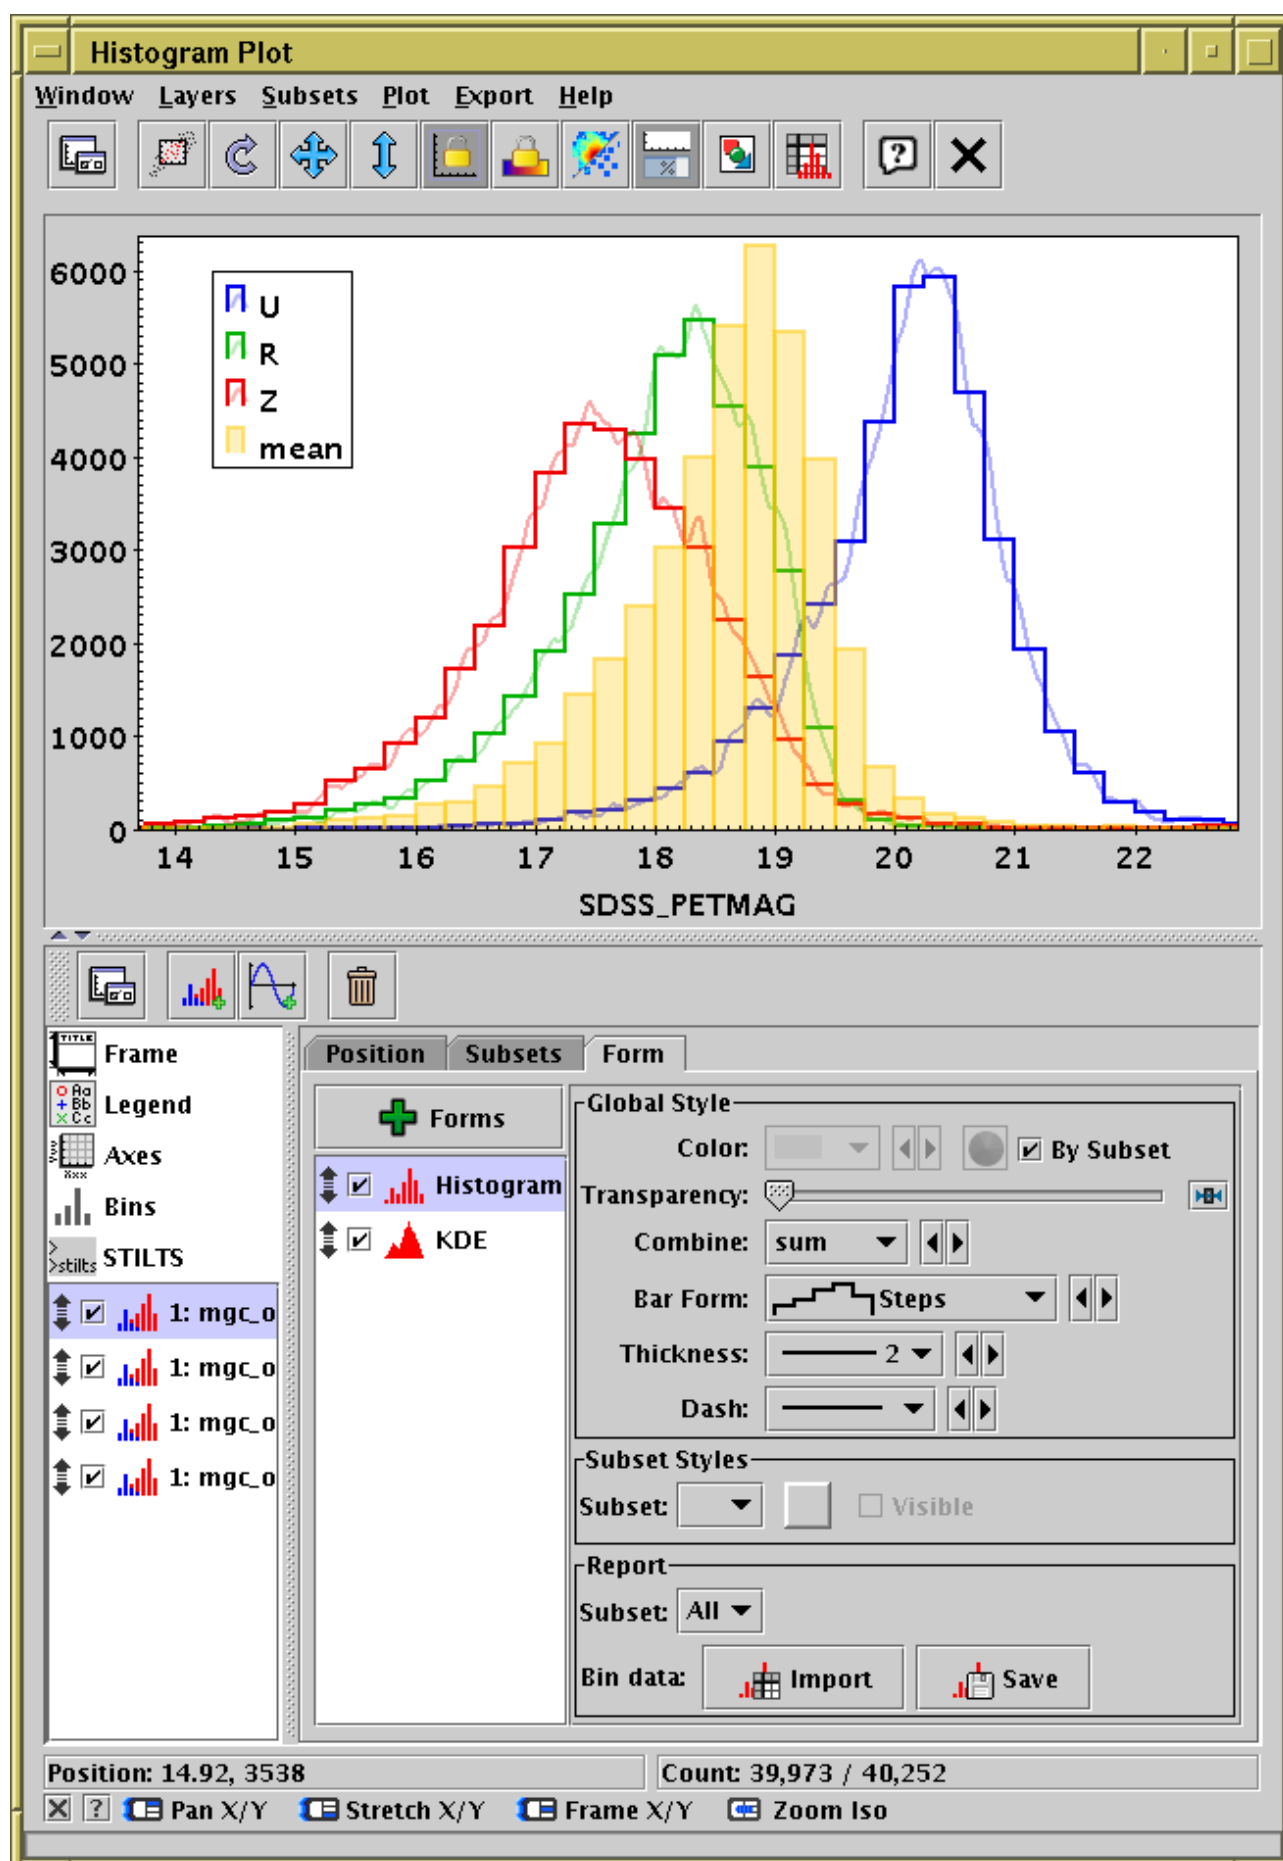 Histogram Plot
Window Layers Subsets Plot Export Help
6000
5000
4000
3000
2000
1000
0
U
R
Z
mean
14 15 16 17 18 19 20 21 22
SDSS_PETMAG
Frame
Legend
Axes
Bins
STILTS
1: mgc_o
1: mgc_o
1: mgc_o
1: mgc_o
Position Subsets Form
Forms
Histogram
KDE
Global Style
Color: By Subset
Transparency:
Combine: sum
Bar Form: Steps
Thickness: 2
Dash:
Subset Styles
Subset: Visible
Report
Subset: All
Bin data: Import Save
Position: 14.92, 3538 Count: 39,973 / 40,252
Pan X/Y Stretch X/Y Frame X/Y Zoom Iso